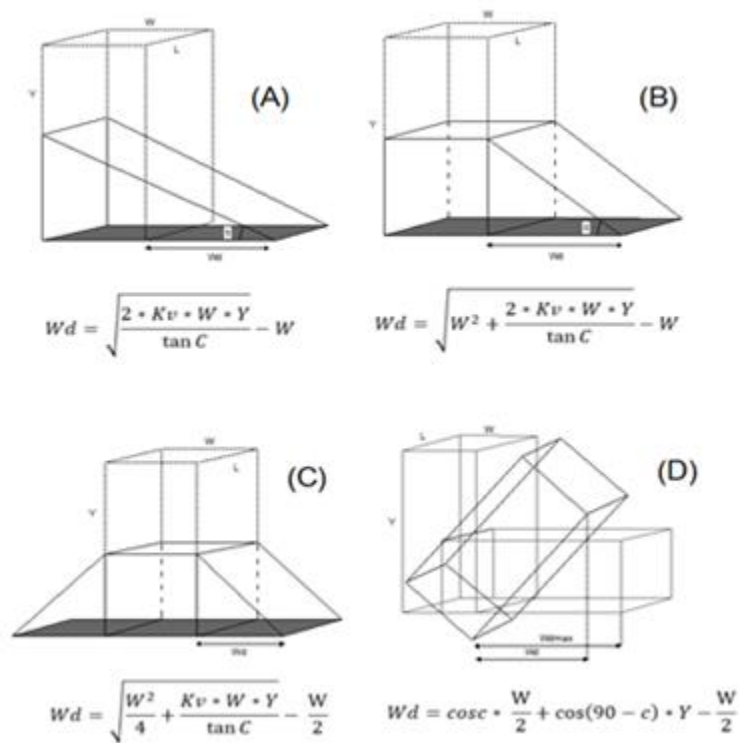 W
L
Y
(A)
Wd
Wd = √(2 * Kv * W * Y / tan C) − W
W
L
Y
(B)
Wd
Wd = √(W² + 2 * Kv * W * Y / tan C) − W
W
L
Y
(C)
Wd
Wd = √(W²/4 + Kv * W * Y / tan C) − W/2
L
W
Y
(D)
Wdmax
Wd
Wd = cosc * W/2 + cos(90 − c) * Y − W/2